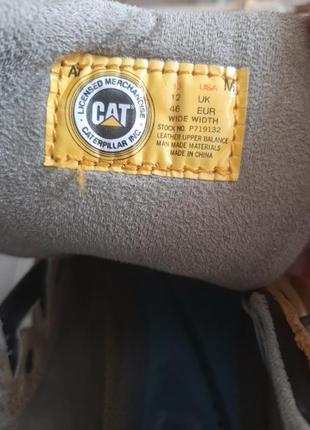 LICENSED MERCHANDISE
CAT
CATERPILLAR INC.
13 USA M
12 UK
46 EUR
WIDE WIDTH
STOCK NO. P719132
LEATHER UPPER BALANCE
MAN MADE MATERIALS
MADE IN CHINA